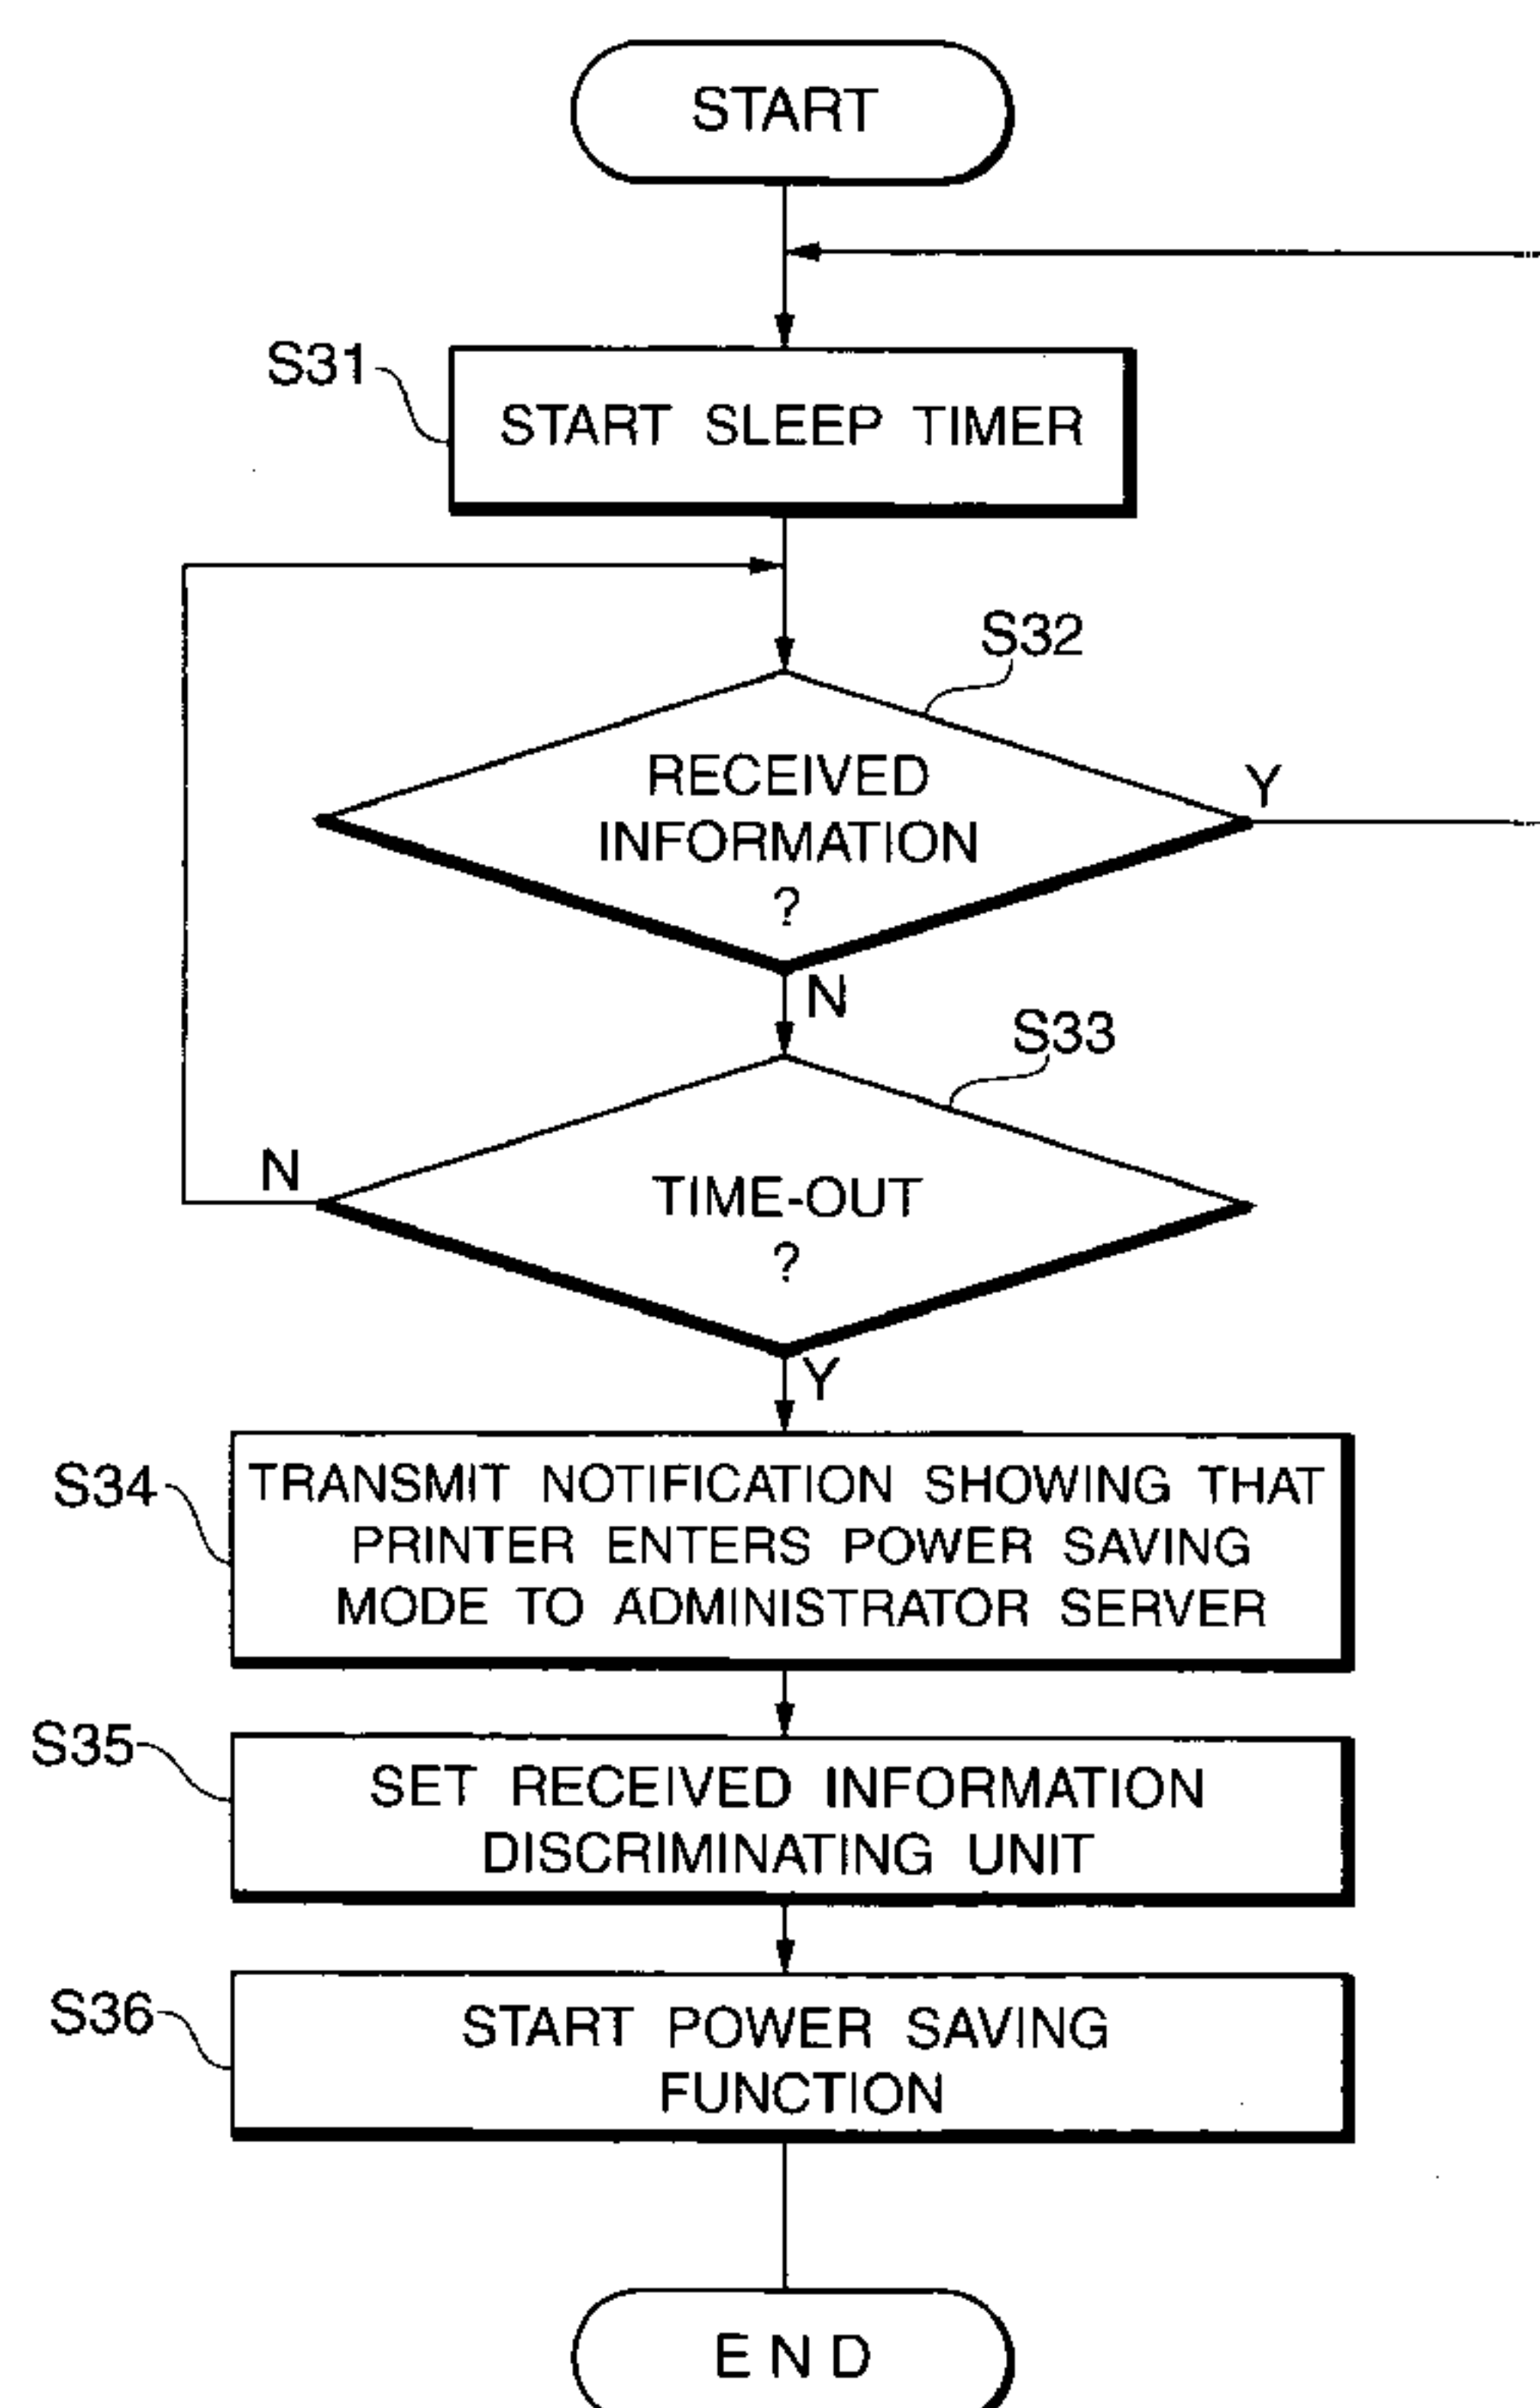 START
S31
START SLEEP TIMER
S32
RECEIVED
INFORMATION
?
Y
N
S33
TIME-OUT
?
N
Y
S34
TRANSMIT NOTIFICATION SHOWING THAT
PRINTER ENTERS POWER SAVING
MODE TO ADMINISTRATOR SERVER
S35
SET RECEIVED INFORMATION
DISCRIMINATING UNIT
S36
START POWER SAVING
FUNCTION
END